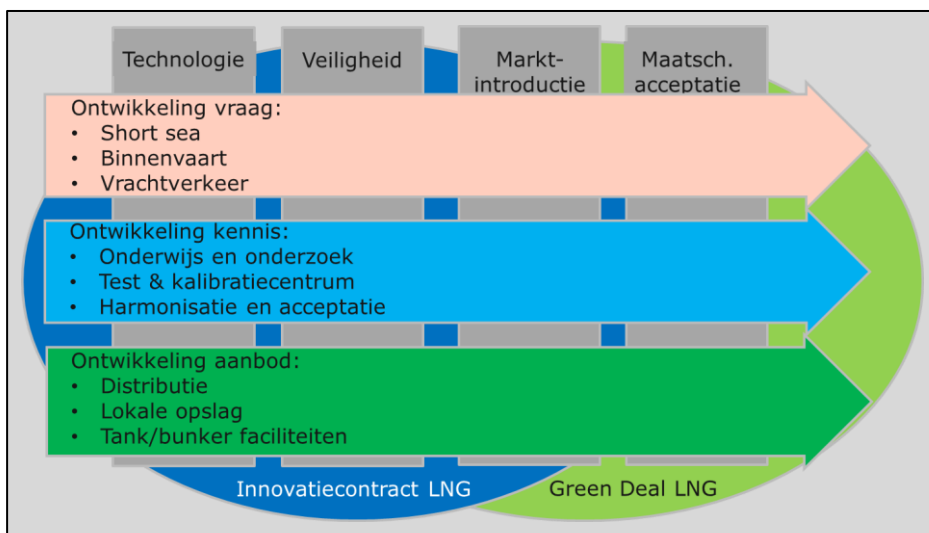 Technologie
Veiligheid
Markt-
introductie
Maatsch.
acceptatie
Ontwikkeling vraag:
• Short sea
• Binnenvaart
• Vrachtverkeer
Ontwikkeling kennis:
• Onderwijs en onderzoek
• Test & kalibratiecentrum
• Harmonisatie en acceptatie
Ontwikkeling aanbod:
• Distributie
• Lokale opslag
• Tank/bunker faciliteiten
Innovatiecontract LNG
Green Deal LNG